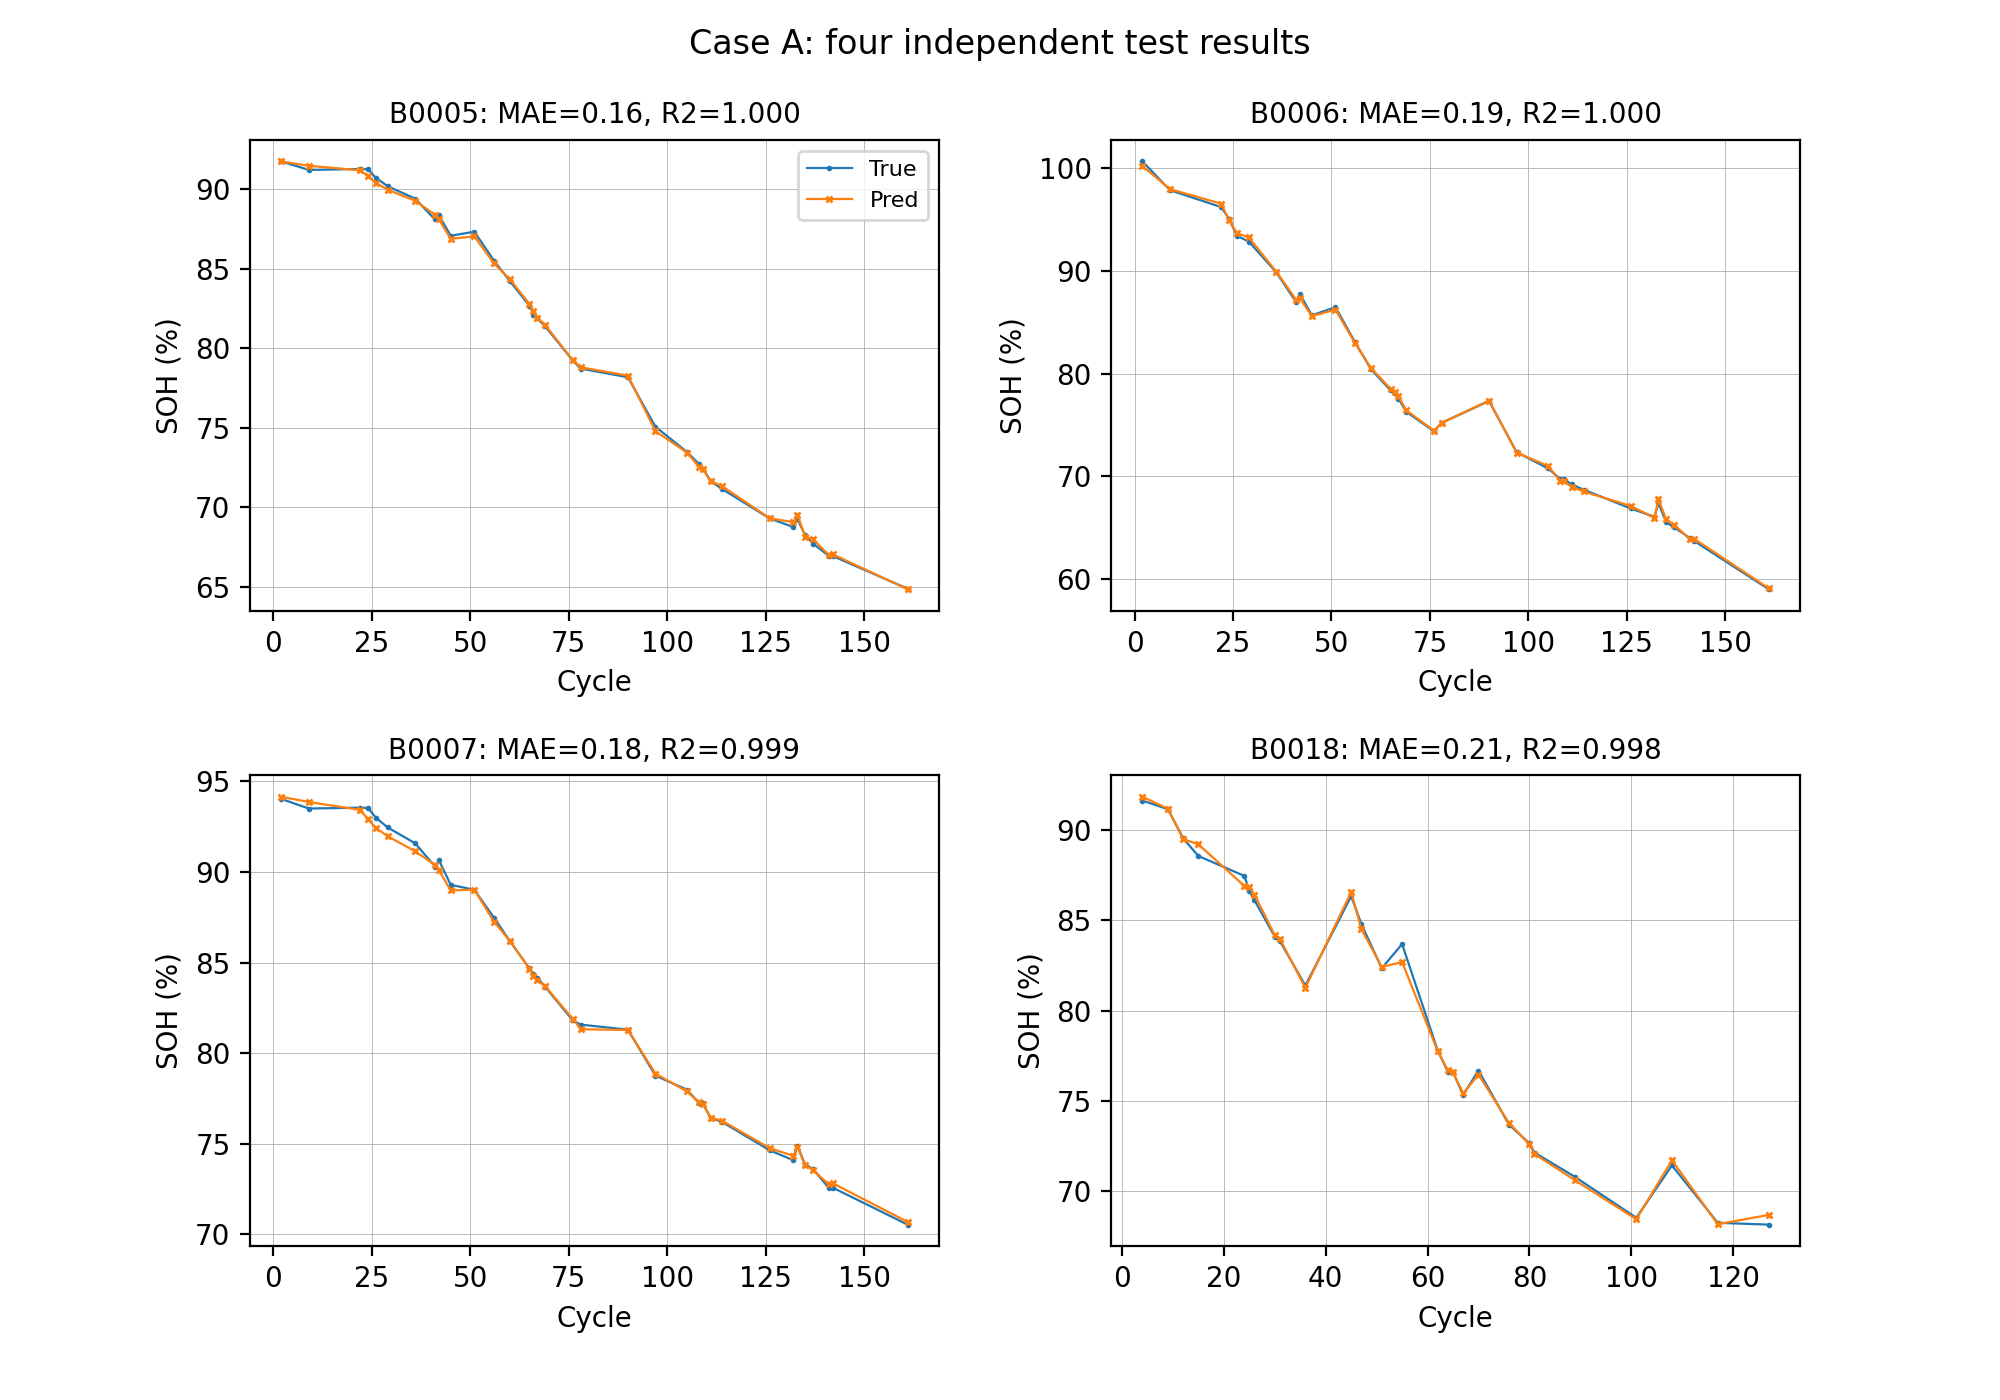 Case A: four independent test results
B0005: MAE=0.16, R2=1.000
True
Pred
SOH (%)
90
85
80
75
70
65
0 25 50 75 100 125 150
Cycle
B0006: MAE=0.19, R2=1.000
SOH (%)
100
90
80
70
60
0 25 50 75 100 125 150
Cycle
B0007: MAE=0.18, R2=0.999
SOH (%)
95
90
85
80
75
70
0 25 50 75 100 125 150
Cycle
B0018: MAE=0.21, R2=0.998
SOH (%)
90
85
80
75
70
0 20 40 60 80 100 120
Cycle